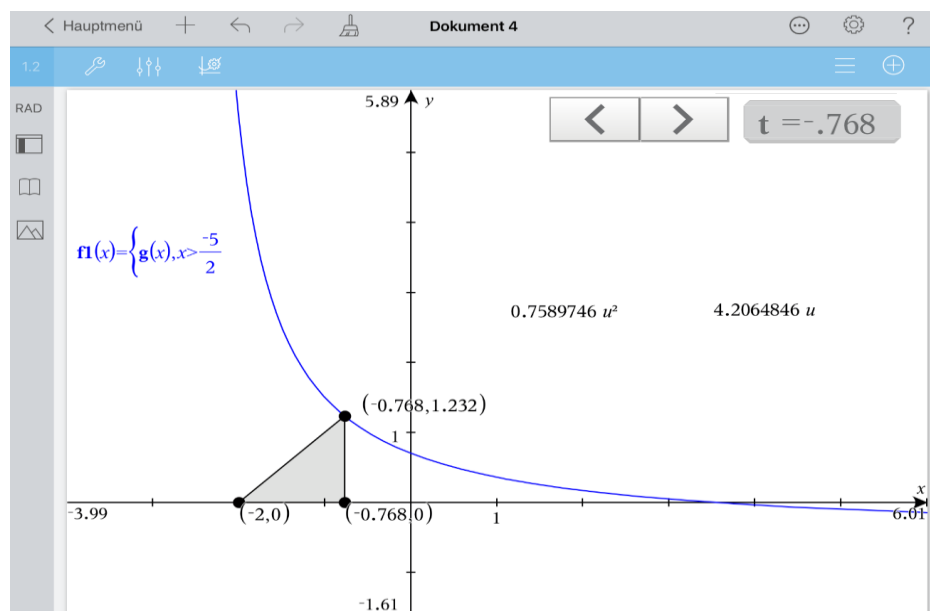 Hauptmenü
Dokument 4
?
1.2
RAD
5.89
y
t =-.768
f1(x)={g(x),x>-5/2
0.7589746 u²
4.2064846 u
(-0.768,1.232)
1
x
-3.99
(-2,0)
(-0.768,0)
1
6.01
-1.61